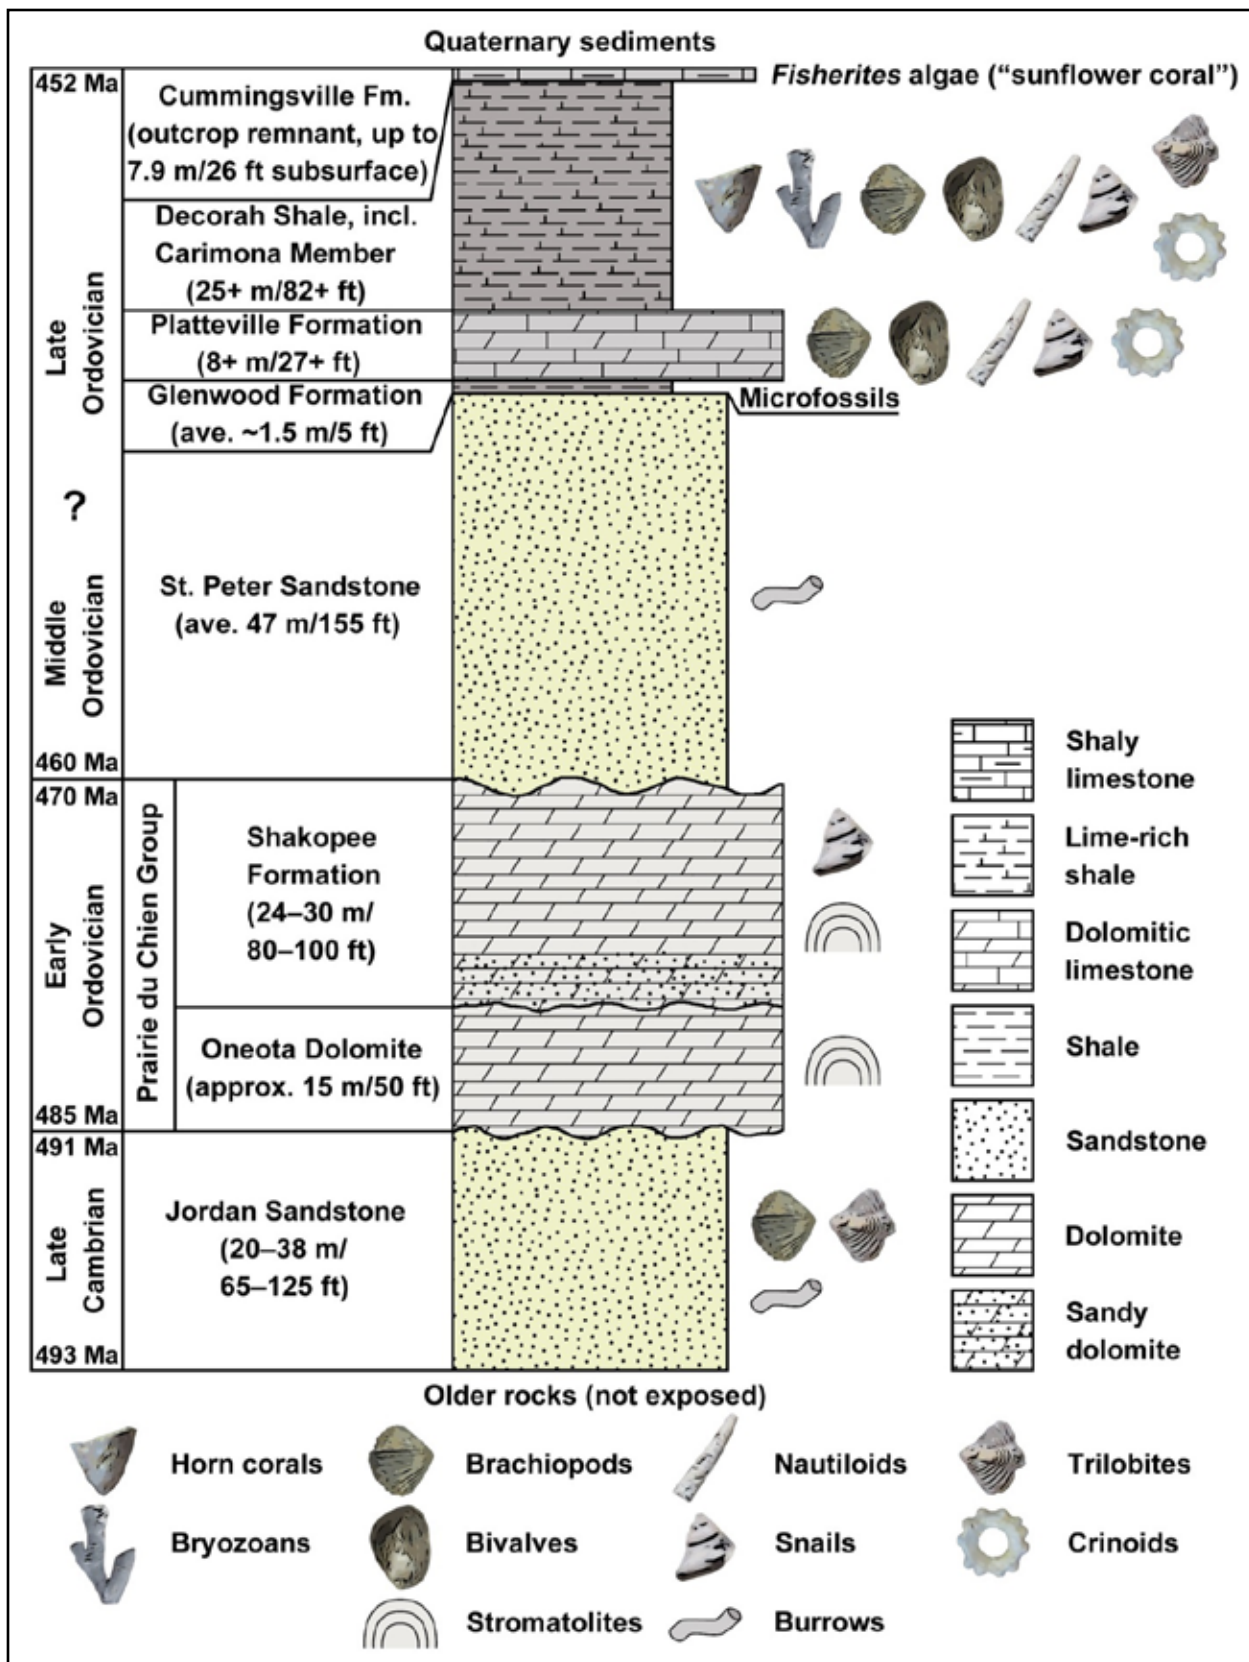 Quaternary sediments
452 Ma
Cummingsville Fm.
(outcrop remnant, up to
7.9 m/26 ft subsurface)
Fisherites algae (“sunflower coral”)
Decorah Shale, incl.
Carimona Member
(25+ m/82+ ft)
Late
Ordovician
Platteville Formation
(8+ m/27+ ft)
Glenwood Formation
(ave. ~1.5 m/5 ft)
Microfossils
?
St. Peter Sandstone
(ave. 47 m/155 ft)
Middle
Ordovician
460 Ma
470 Ma
Early
Ordovician
Prairie du Chien Group
Shakopee
Formation
(24–30 m/
80–100 ft)
Oneota Dolomite
(approx. 15 m/50 ft)
485 Ma
491 Ma
Late
Cambrian
Jordan Sandstone
(20–38 m/
65–125 ft)
493 Ma
Older rocks (not exposed)
Shaly
limestone
Lime-rich
shale
Dolomitic
limestone
Shale
Sandstone
Dolomite
Sandy
dolomite
Horn corals
Brachiopods
Nautiloids
Trilobites
Bryozoans
Bivalves
Snails
Crinoids
Stromatolites
Burrows